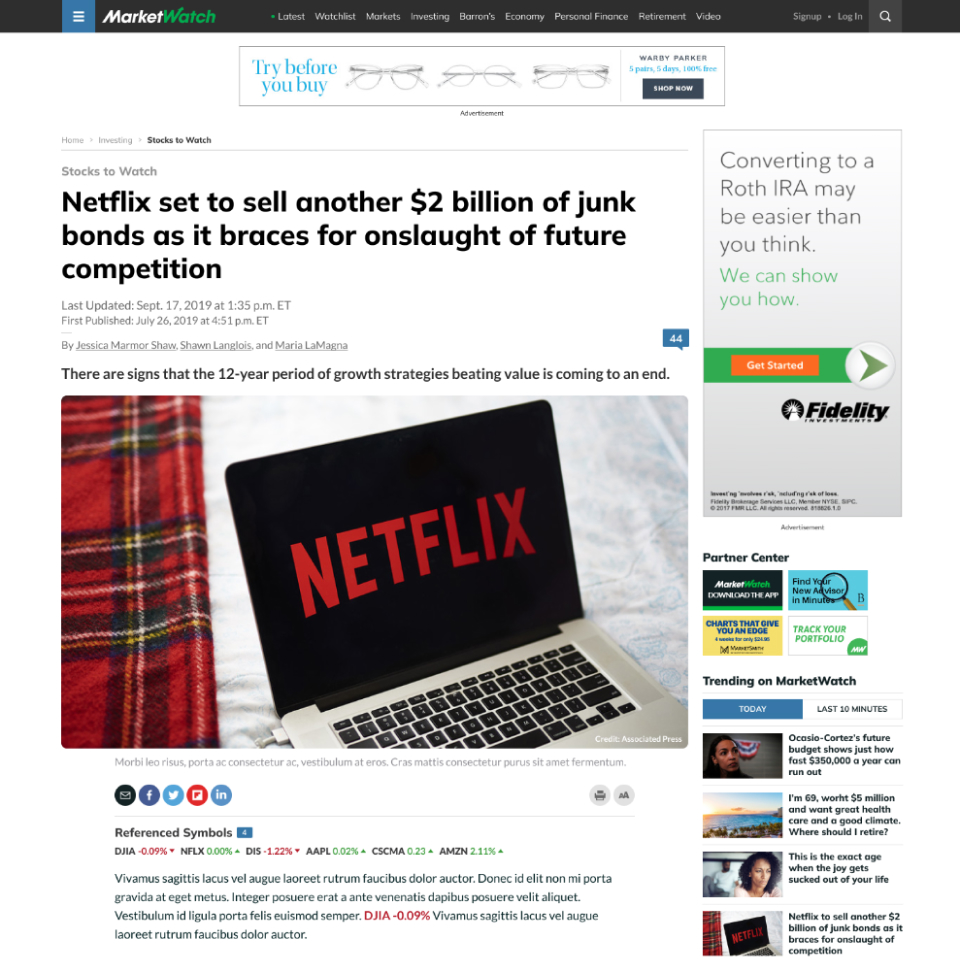 MarketWatch
Latest Watchlist Markets Investing Barron's Economy Personal Finance Retirement Video
Signup • Log In
Try before you buy
WARBY PARKER
5 pairs, 5 days, 100% free
SHOP NOW
Advertisement
Home > Investing > Stocks to Watch
Stocks to Watch
Netflix set to sell another $2 billion of junk
bonds as it braces for onslaught of future
competition
Last Updated: Sept. 17, 2019 at 1:35 p.m. ET
First Published: July 26, 2019 at 4:51 p.m. ET
By Jessica Marmor Shaw, Shawn Langlois, and Maria LaMagna
44
There are signs that the 12-year period of growth strategies beating value is coming to an end.
NETFLIX
Credit: Associated Press
Morbi leo risus, porta ac consectetur ac, vestibulum at eros. Cras mattis consectetur purus sit amet fermentum.
AA
Referenced Symbols 4
DJIA -0.09% NFLX 0.00% DIS -1.22% AAPL 0.02% CSCMA 0.23 AMZN 2.11%
Vivamus sagittis lacus vel augue laoreet rutrum faucibus dolor auctor. Donec id elit non mi porta
gravida at eget metus. Integer posuere erat a ante venenatis dapibus posuere velit aliquet.
Vestibulum id ligula porta felis euismod semper. DJIA -0.09% Vivamus sagittis lacus vel augue
laoreet rutrum faucibus dolor auctor.
Converting to a
Roth IRA may
be easier than
you think.
We can show
you how.
Get Started
Fidelity
INVESTMENTS
Investing involves risk, including risk of loss.
Fidelity Brokerage Services LLC. Member NYSE, SIPC.
© 2017 FMR LLC. All rights reserved.
Advertisement
Partner Center
MarketWatch
DOWNLOAD THE APP
Find Your
New Advisor
in Minutes
B
CHARTS THAT GIVE
YOU AN EDGE
4 weeks for only $24.95
MARKETSMITH
TRACK YOUR
PORTFOLIO
MW
Trending on MarketWatch
TODAY LAST 10 MINUTES
Ocasio-Cortez's future
budget shows just how
fast $350,000 a year can
run out
I'm 69, worht $5 million
and want great health
care and a good climate.
Where should I retire?
This is the exact age
when the joy gets
sucked out of your life
NETFLIX
Netflix to sell another $2
billion of junk bonds as it
braces for onslaught of
competition